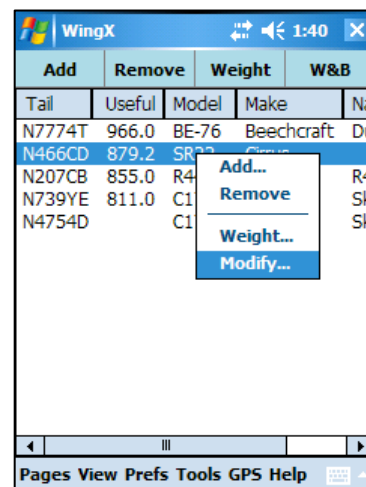 WingX 1:40
Add Remove Weight W&B
Tail Useful Model Make
N7774T 966.0 BE-76 Beechcraft
N466CD 879.2 SR22 Cirrus
N207CB 855.0
N739YE 811.0
N4754D
Add...
Remove
Weight...
Modify...
Pages View Prefs Tools GPS Help